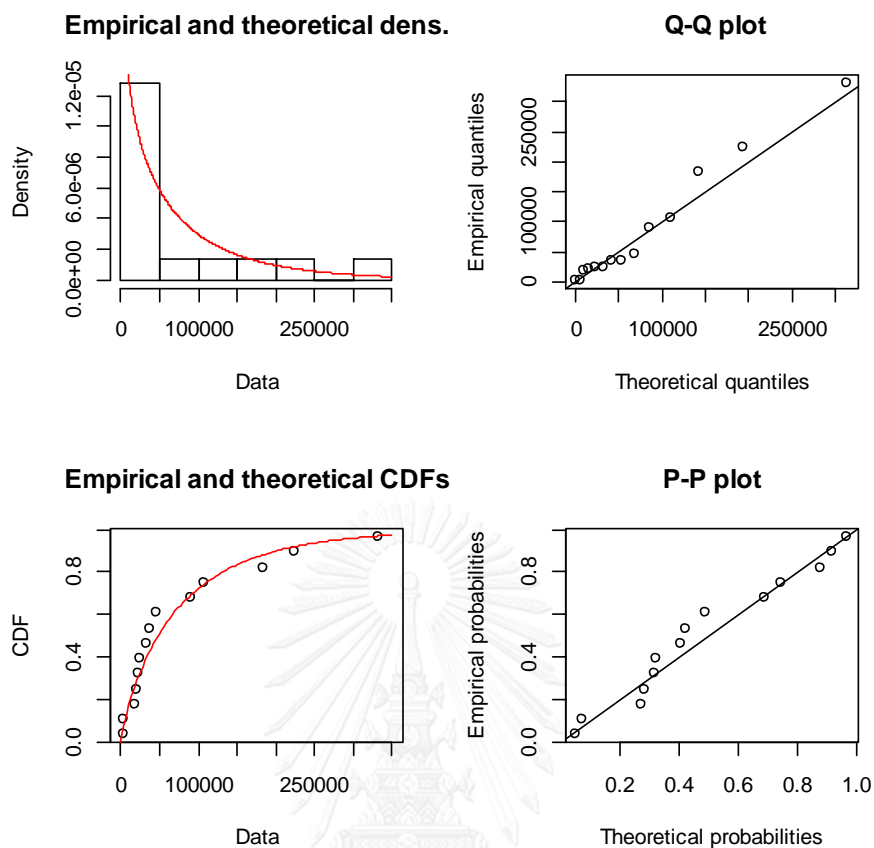 Empirical and theoretical dens.
Density
0.0e+00 6.0e-06 1.2e-05
0 100000 250000
Data
Q-Q plot
Empirical quantiles
0 100000 250000
0 100000 250000
Theoretical quantiles
Empirical and theoretical CDFs
CDF
0.0 0.4 0.8
0 100000 250000
Data
P-P plot
Empirical probabilities
0.0 0.4 0.8
0.2 0.4 0.6 0.8 1.0
Theoretical probabilities